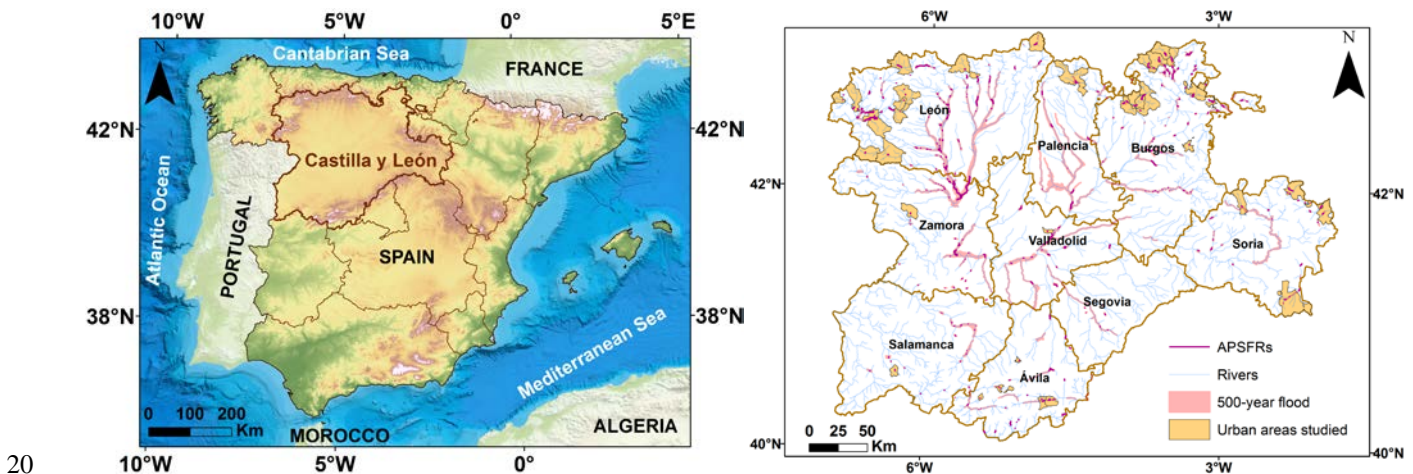 10°W 5°W 0° 5°E
N
Cantabrian Sea
FRANCE
42°N 42°N
Castilla y León
Atlantic Ocean
PORTUGAL
SPAIN
38°N 38°N
Mediterranean Sea
0 100 200
Km
MOROCCO
ALGERIA
10°W 5°W 0°
6°W 3°W
N
León
Palencia
Burgos
42°N 42°N
Zamora
Valladolid
Soria
Segovia
Salamanca
Ávila
APSFRs
Rivers
500-year flood
Urban areas studied
0 25 50
Km
40°N 40°N
6°W 3°W
20